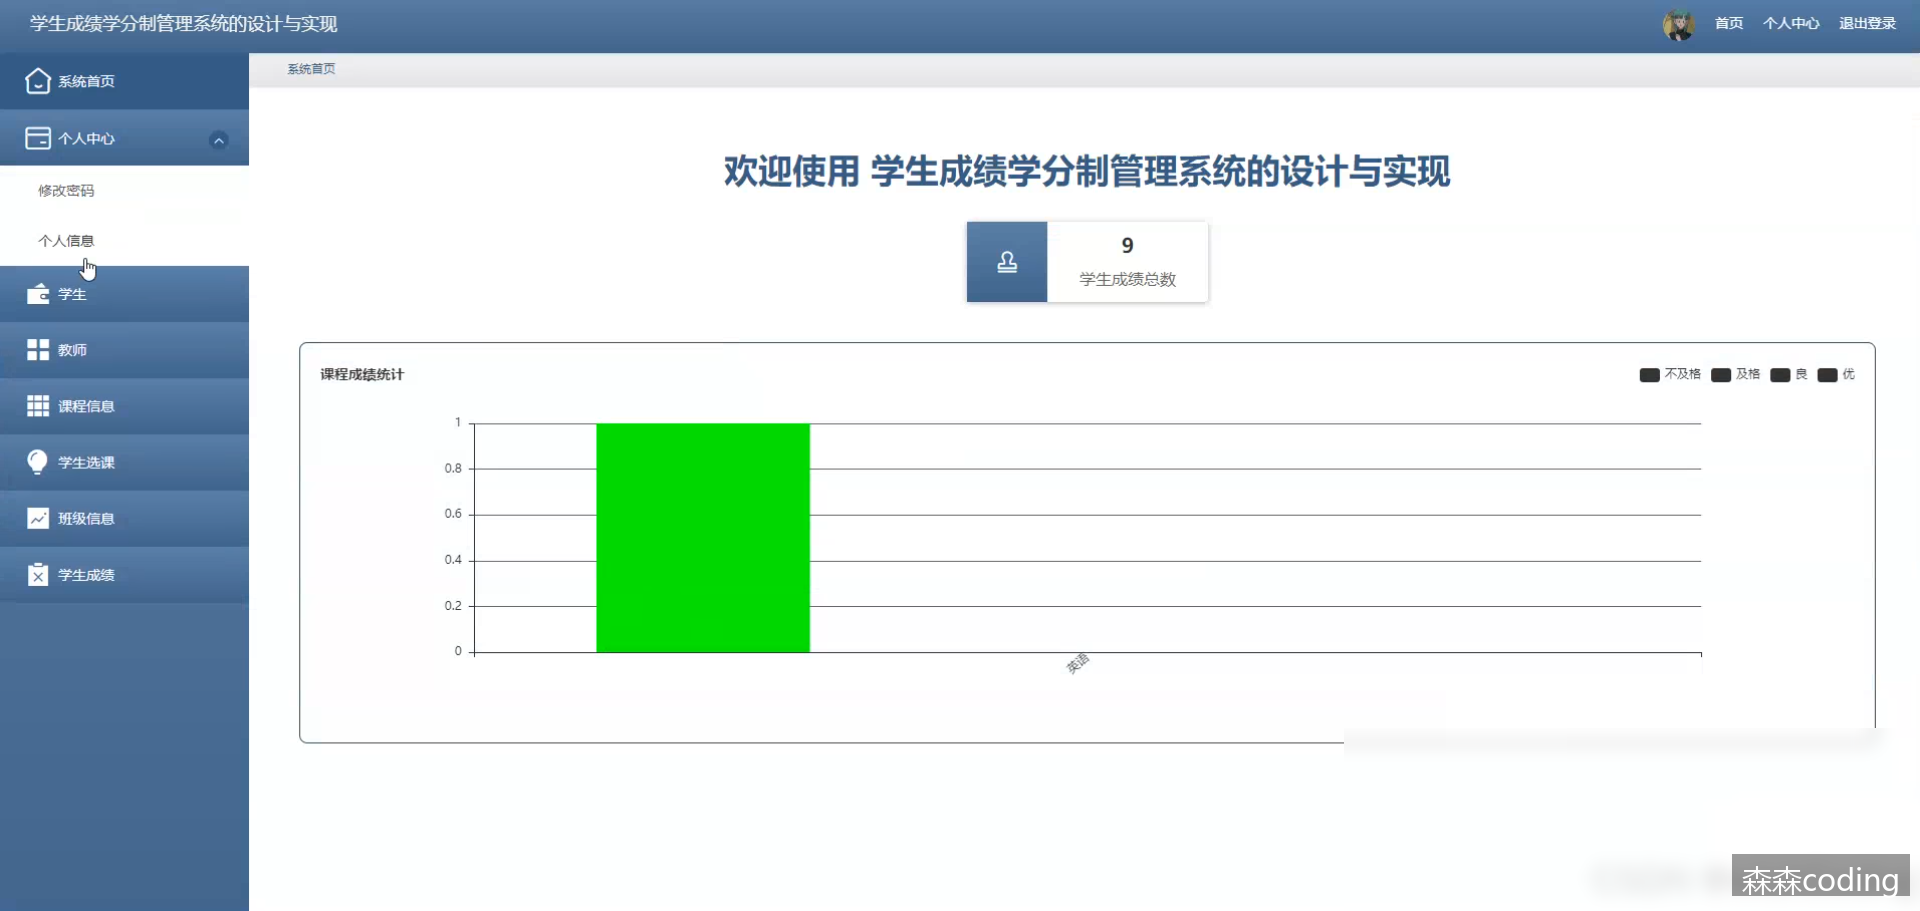 学生成绩学分制管理系统的设计与实现
首页 个人中心 退出登录
系统首页
系统首页
个人中心
修改密码
个人信息
学生
教师
课程信息
学生选课
班级信息
学生成绩
欢迎使用 学生成绩学分制管理系统的设计与实现
9
学生成绩总数
课程成绩统计
不及格 及格 良 优
1
0.8
0.6
0.4
0.2
0
英语
森森coding